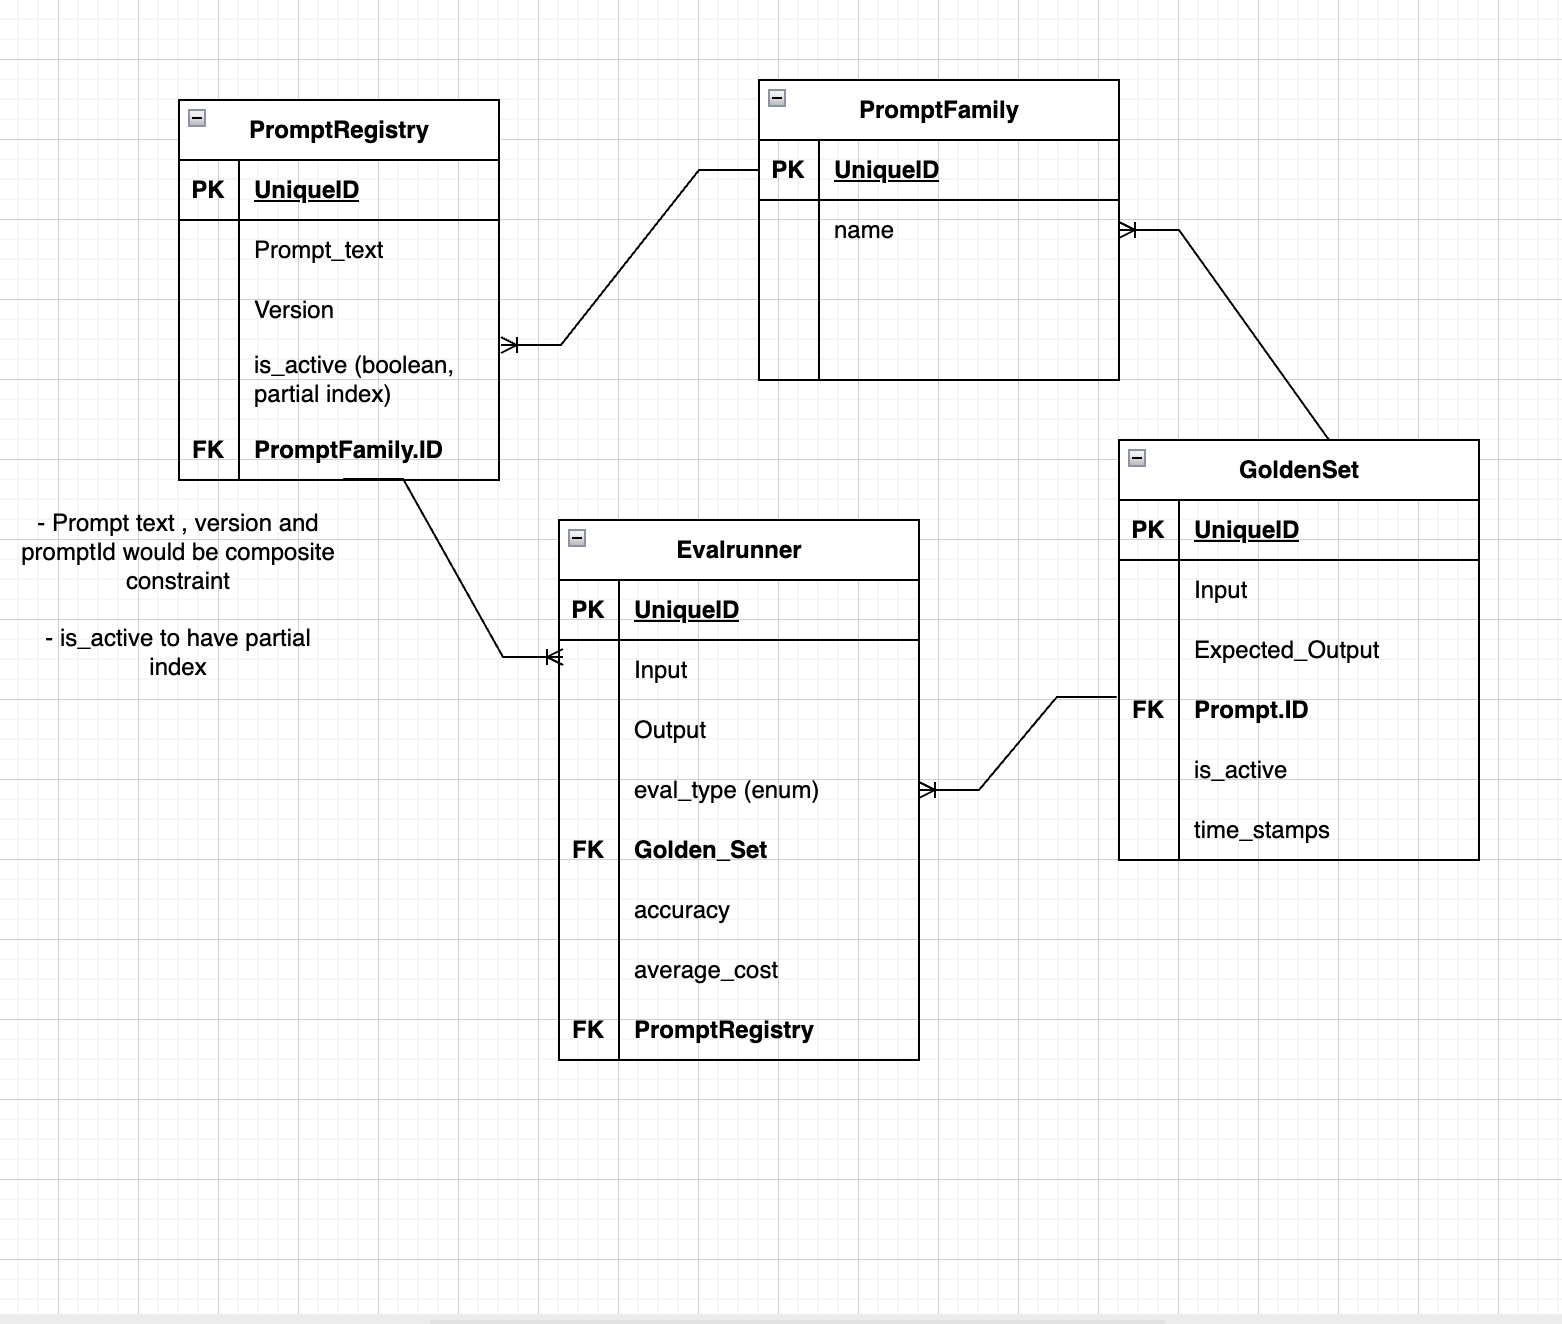 PromptRegistry
PK UniqueID
Prompt_text
Version
is_active (boolean,
partial index)
FK PromptFamily.ID
- Prompt text , version and
promptId would be composite
constraint
- is_active to have partial
index
PromptFamily
PK UniqueID
name
Evalrunner
PK UniqueID
Input
Output
eval_type (enum)
FK Golden_Set
accuracy
average_cost
FK PromptRegistry
GoldenSet
PK UniqueID
Input
Expected_Output
FK Prompt.ID
is_active
time_stamps